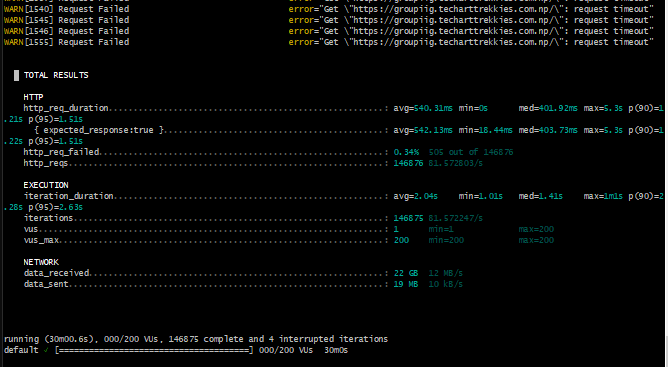 WARN[1540] Request Failed error="Get \"https://groupiig.techarttrekkies.com.np/\": request timeout"
WARN[1545] Request Failed error="Get \"https://groupiig.techarttrekkies.com.np/\": request timeout"
WARN[1546] Request Failed error="Get \"https://groupiig.techarttrekkies.com.np/\": request timeout"
WARN[1555] Request Failed error="Get \"https://groupiig.techarttrekkies.com.np/\": request timeout"
TOTAL RESULTS
HTTP
http_req_duration.......................................................: avg=540.31ms min=0s med=401.92ms max=5.3s p(90)=1
.21s p(95)=1.51s
{ expected_response:true }............................................: avg=542.13ms min=18.44ms med=403.73ms max=5.3s p(90)=1
.22s p(95)=1.51s
http_req_failed.........................................................: 0.34% 505 out of 146876
http_reqs...............................................................: 146876 81.572803/s
EXECUTION
iteration_duration......................................................: avg=2.04s min=1.01s med=1.41s max=1m1s p(90)=2
.28s p(95)=2.63s
iterations..............................................................: 146875 81.572247/s
vus.....................................................................: 1 min=1 max=200
vus_max.................................................................: 200 min=200 max=200
NETWORK
data_received...........................................................: 22 GB 12 MB/s
data_sent...............................................................: 19 MB 10 kB/s
running (30m00.6s), 000/200 VUs, 146875 complete and 4 interrupted iterations
default ✓ [======================================] 000/200 VUs 30m0s